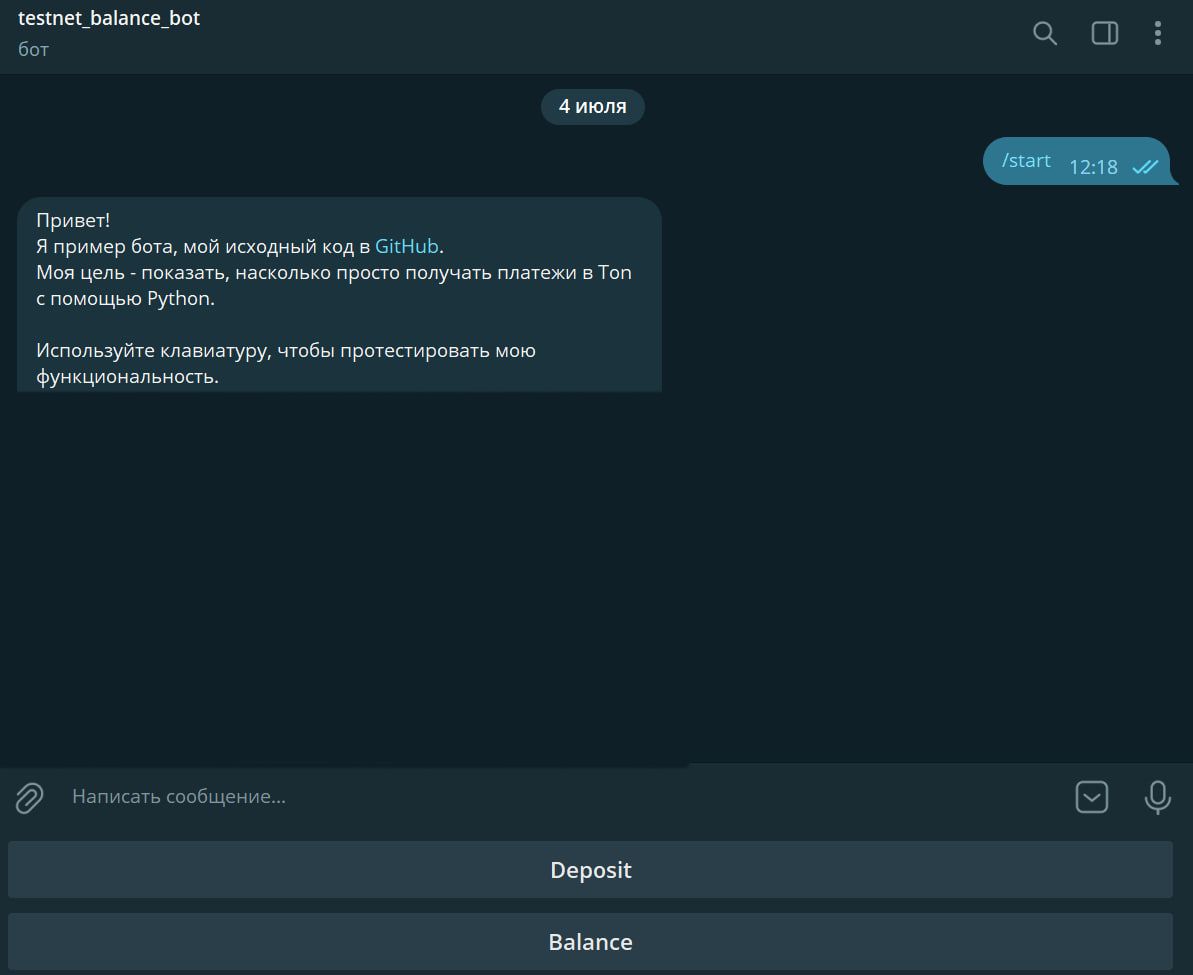 testnet_balance_bot
бот
4 июля
/start 12:18
Привет!
Я пример бота, мой исходный код в GitHub.
Моя цель - показать, насколько просто получать платежи в Ton
с помощью Python.
Используйте клавиатуру, чтобы протестировать мою
функциональность.
Написать сообщение...
Deposit
Balance